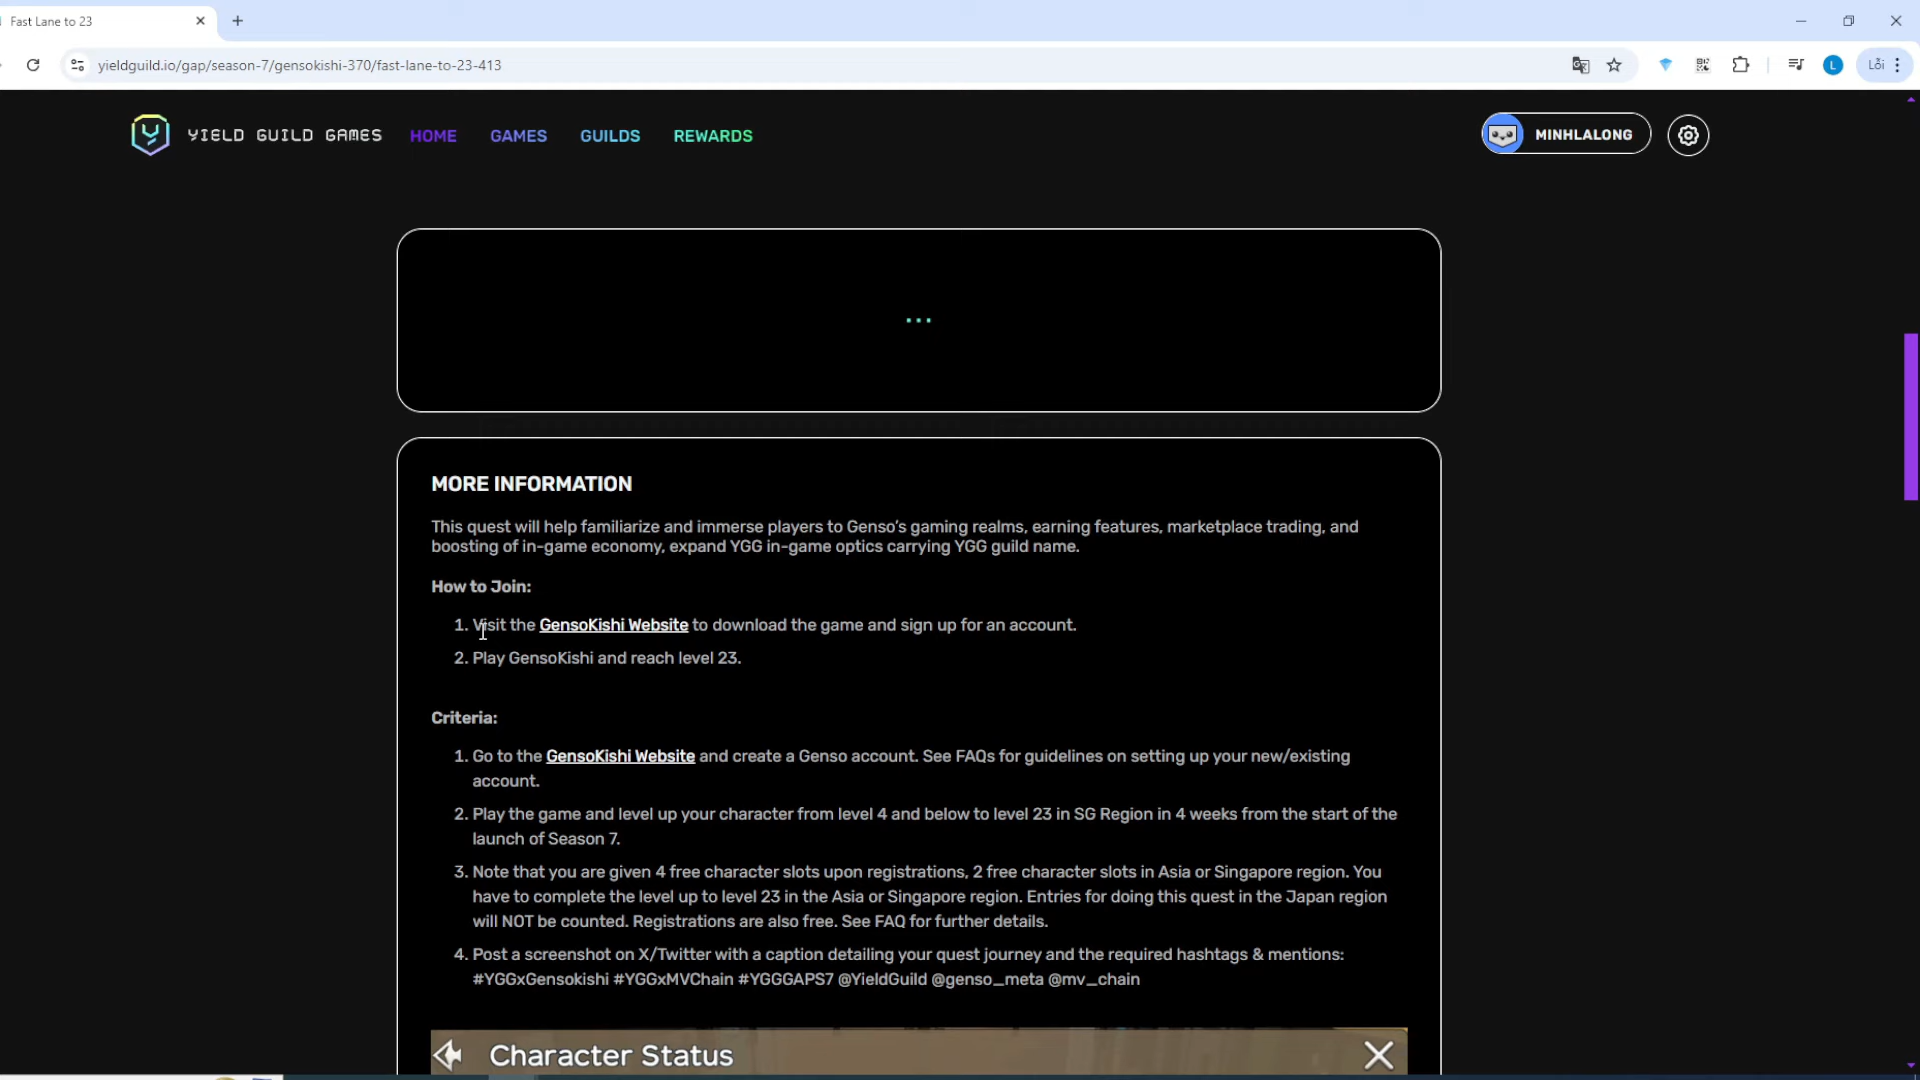 Fast Lane to 23
yieldguild.io/gap/season-7/gensokishi-370/fast-lane-to-23-413
L
Lỗi
YIELD GUILD GAMES HOME GAMES GUILDS REWARDS
MINHLALONG
...
MORE INFORMATION
This quest will help familiarize and immerse players to Genso's gaming realms, earning features, marketplace trading, and
boosting of in-game economy, expand YGG in-game optics carrying YGG guild name.
How to Join:
1. Visit the GensoKishi Website to download the game and sign up for an account.
2. Play GensoKishi and reach level 23.
Criteria:
1. Go to the GensoKishi Website and create a Genso account. See FAQs for guidelines on setting up your new/existing
account.
2. Play the game and level up your character from level 4 and below to level 23 in SG Region in 4 weeks from the start of the
launch of Season 7.
3. Note that you are given 4 free character slots upon registrations, 2 free character slots in Asia or Singapore region. You
have to complete the level up to level 23 in the Asia or Singapore region. Entries for doing this quest in the Japan region
will NOT be counted. Registrations are also free. See FAQ for further details.
4. Post a screenshot on X/Twitter with a caption detailing your quest journey and the required hashtags & mentions:
#YGGxGensokishi #YGGxMVChain #YGGGAPS7 @YieldGuild @genso_meta @mv_chain
Character Status